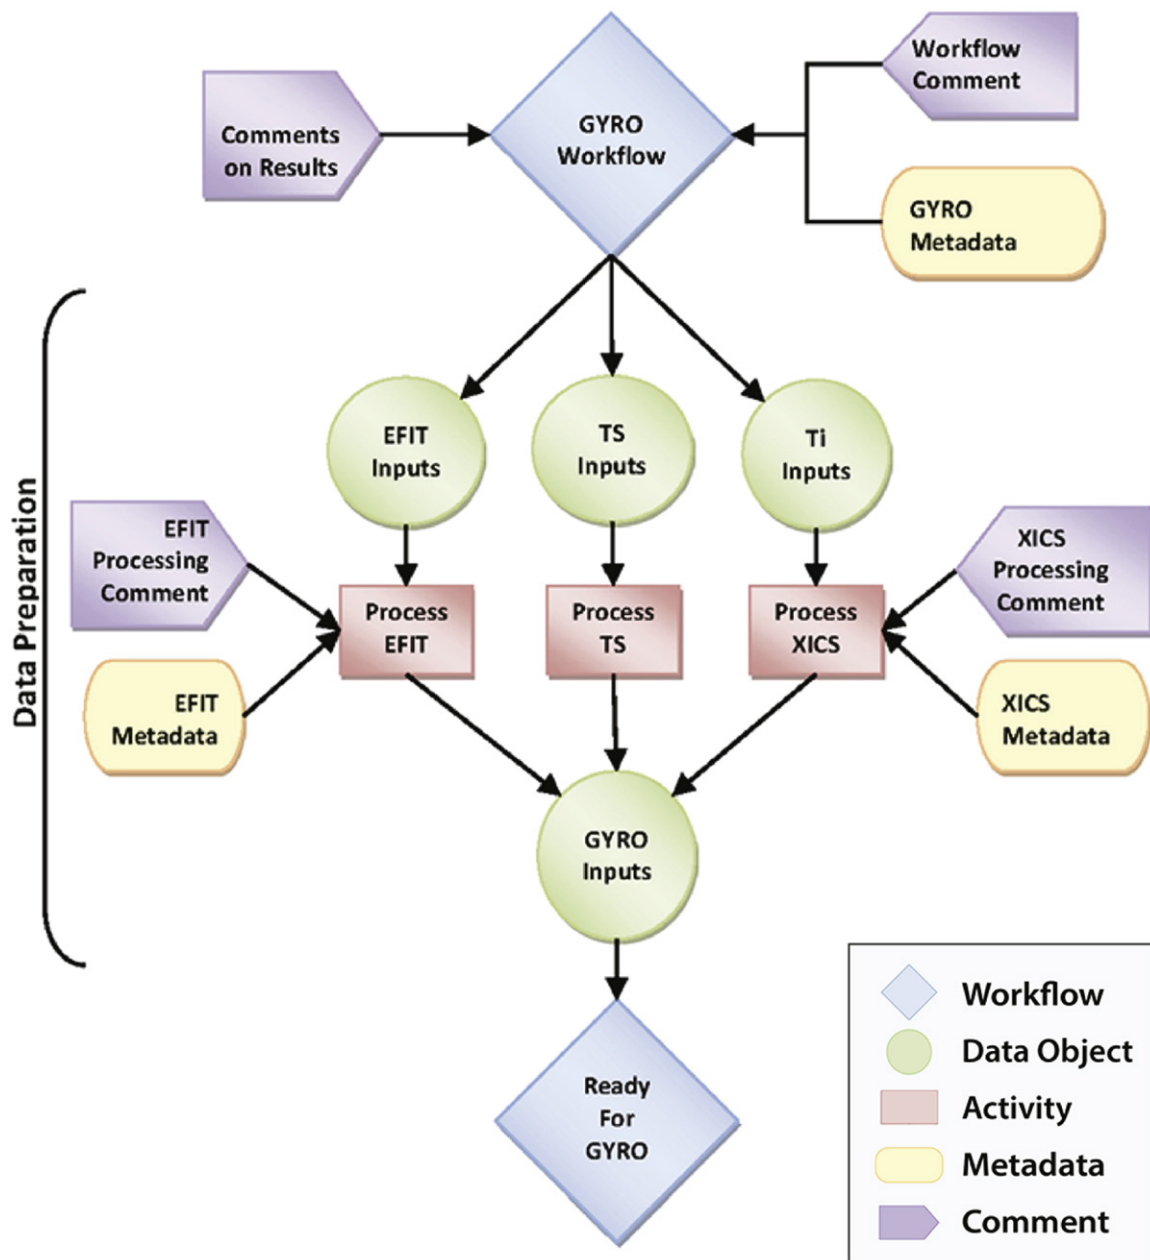 Workflow
Comment
Comments
on Results
GYRO
Workflow
GYRO
Metadata
Data Preparation
EFIT
Inputs
TS
Inputs
Ti
Inputs
EFIT
Processing
Comment
XICS
Processing
Comment
Process
EFIT
Process
TS
Process
XICS
EFIT
Metadata
XICS
Metadata
GYRO
Inputs
Ready
For
GYRO
Workflow
Data Object
Activity
Metadata
Comment